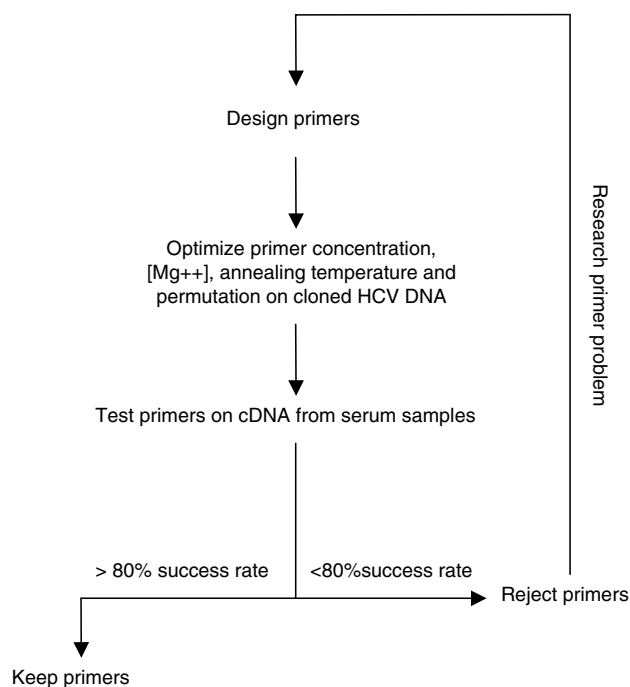 Design primers
Optimize primer concentration,
[Mg++], annealing temperature and
permutation on cloned HCV DNA
Research primer problem
Test primers on cDNA from serum samples
> 80% success rate
<80%success rate
Reject primers
Keep primers